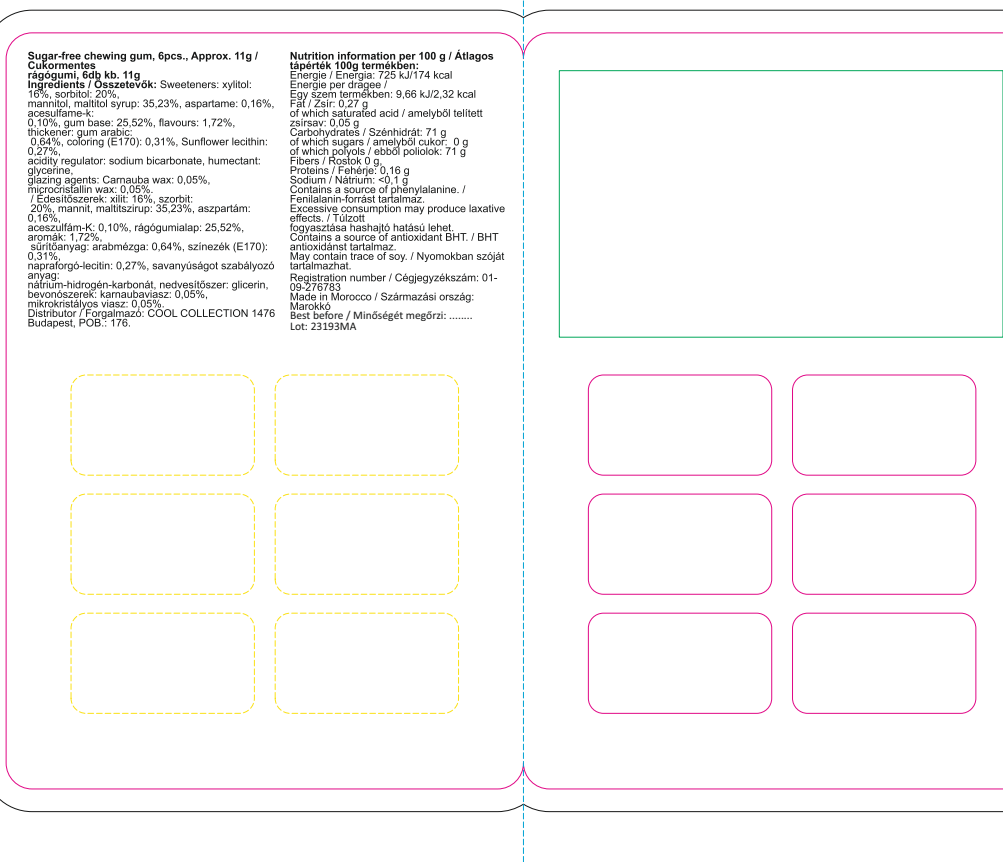 Sugar-free chewing gum, 6pcs., Approx. 11g /
Cukormentes
rágógumi, 6db kb. 11g
Ingredients / Összetevők: Sweeteners: xylitol:
16%, sorbitol: 20%,
mannitol, maltitol syrup: 35,23%, aspartame: 0,16%,
acesulfame-k:
0,10%, gum base: 25,52%, flavours: 1,72%,
thickener: gum arabic:
0,64%, coloring (E170): 0,31%, Sunflower lecithin:
0,27%,
acidity regulator: sodium bicarbonate, humectant:
glycerine,
glazing agents: Carnauba wax: 0,05%,
microcristallin wax: 0,05%.
/ Édesítőszerek: xilit: 16%, szorbit:
20%, mannit, maltitszirup: 35,23%, aszpartám:
0,16%,
aceszulfám-K: 0,10%, rágógumialap: 25,52%,
aromák: 1,72%,
sűrítőanyag: arabmézga: 0,64%, színezék (E170):
0,31%,
napraforgó-lecitin: 0,27%, savanyúságot szabályozó
anyag:
nátrium-hidrogén-karbonát, nedvesítőszer: glicerin,
bevonószerek: karnaubaviasz: 0,05%,
mikrokristályos viasz: 0,05%.
Distributor / Forgalmazó: COOL COLLECTION 1476
Budapest, POB.: 176.
Nutrition information per 100 g / Átlagos
tápérték 100g termékben:
Energie / Energia: 725 kJ/174 kcal
Energie per dragee /
Egy szem termékben: 9,66 kJ/2,32 kcal
Fat / Zsír: 0,27 g
of which saturated acid / amelyből telített
zsírsav: 0,05 g
Carbohydrates / Szénhidrát: 71 g
of which sugars / amelyből cukor: 0 g
of which polyols / ebből poliolok: 71 g
Fibers / Rostok 0 g,
Proteins / Fehérje: 0,16 g
Sodium / Nátrium: <0,1 g
Contains a source of phenylalanine. /
Fenilalanin-forrást tartalmaz.
Excessive consumption may produce laxative
effects. / Túlzott
fogyasztása hashajtó hatású lehet.
Contains a source of antioxidant BHT. / BHT
antioxidánst tartalmaz.
May contain trace of soy. / Nyomokban szóját
tartalmazhat.
Registration number / Cégjegyzékszám: 01-
09-276783
Made in Morocco / Származási ország:
Marokkó
Best before / Minőségét megőrzi: ........
Lot: 23193MA